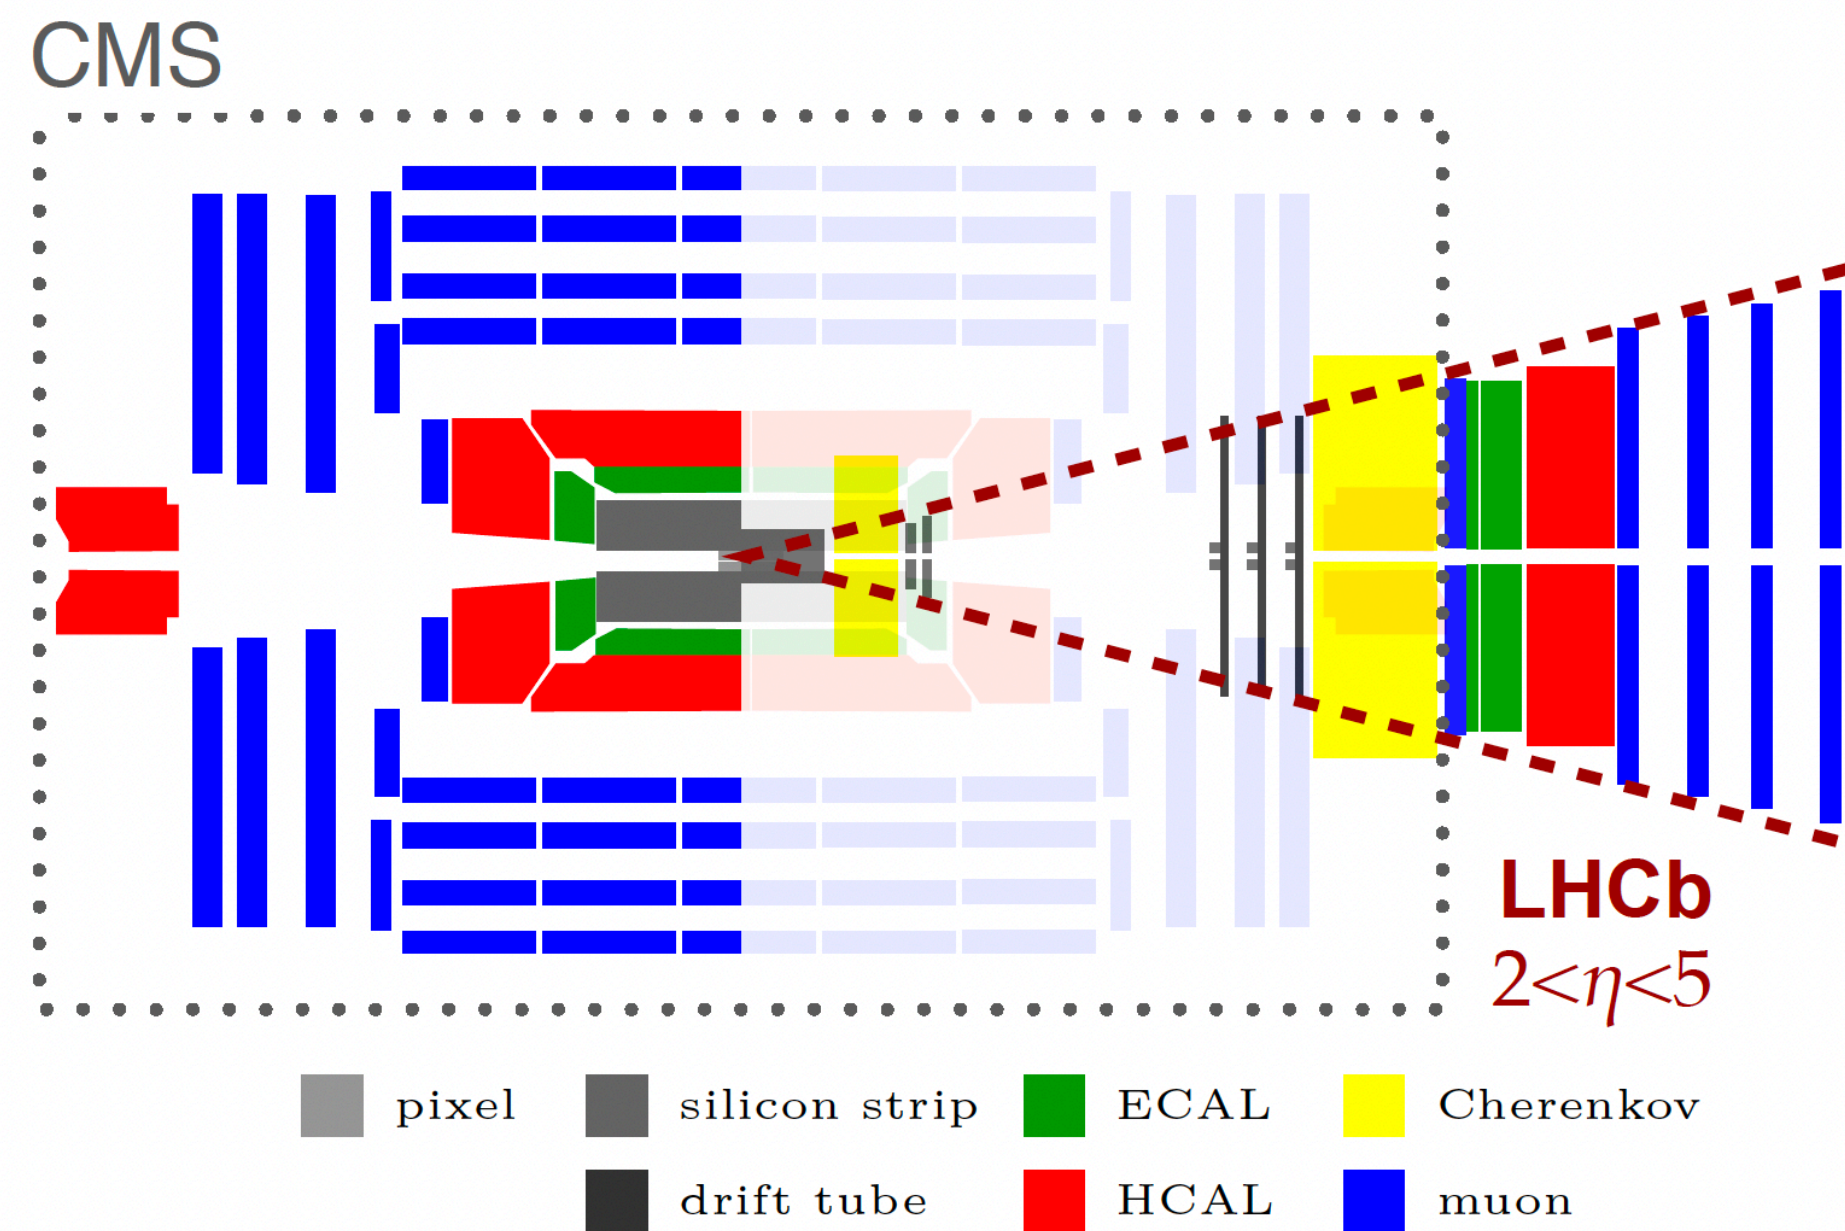 CMS
LHCb
2<η<5
pixel
silicon strip
ECAL
Cherenkov
drift tube
HCAL
muon